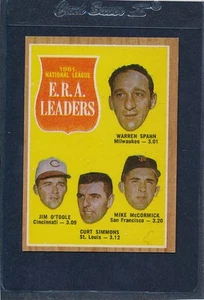 1961
NATIONAL LEAGUE
E.R.A.
LEADERS
WARREN SPAHN
Milwaukee — 3.01
JIM O'TOOLE
Cincinnati — 3.09
MIKE McCORMICK
San Francisco — 3.20
CURT SIMMONS
St. Louis — 3.13